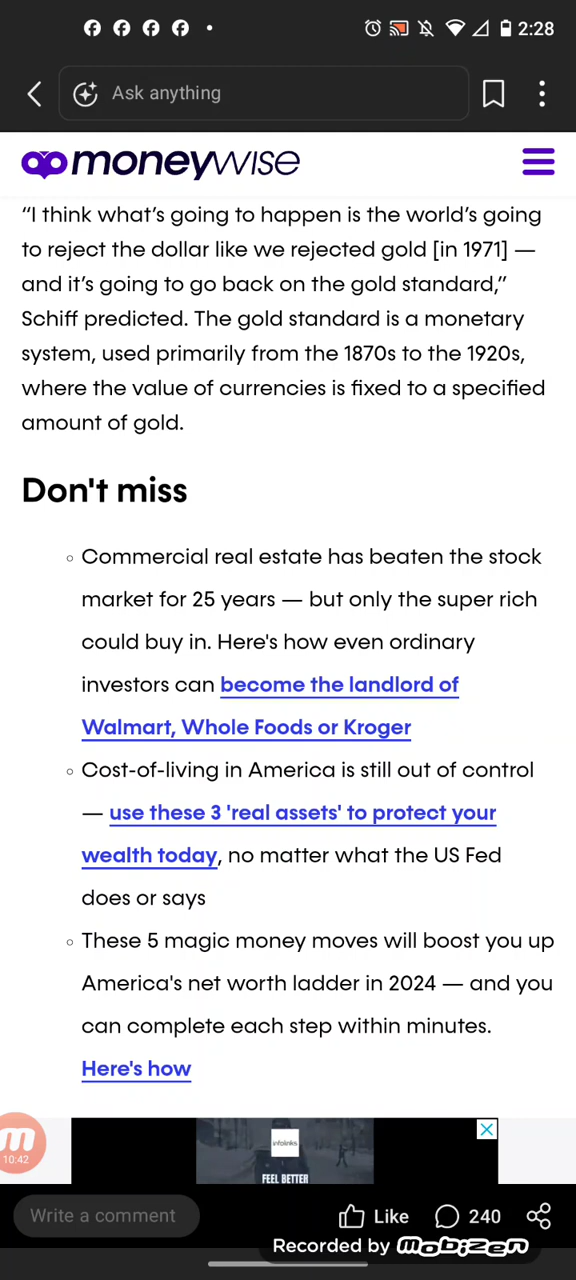 2:28
Ask anything
moneywise
“I think what’s going to happen is the world’s going
to reject the dollar like we rejected gold [in 1971] —
and it’s going to go back on the gold standard,”
Schiff predicted. The gold standard is a monetary
system, used primarily from the 1870s to the 1920s,
where the value of currencies is fixed to a specified
amount of gold.
Don't miss
Commercial real estate has beaten the stock
market for 25 years — but only the super rich
could buy in. Here's how even ordinary
investors can become the landlord of
Walmart, Whole Foods or Kroger
Cost-of-living in America is still out of control
— use these 3 'real assets' to protect your
wealth today, no matter what the US Fed
does or says
These 5 magic money moves will boost you up
America's net worth ladder in 2024 — and you
can complete each step within minutes.
Here's how
10:42
infolinks
FEEL BETTER
Write a comment
Like
240
Recorded by mobizen